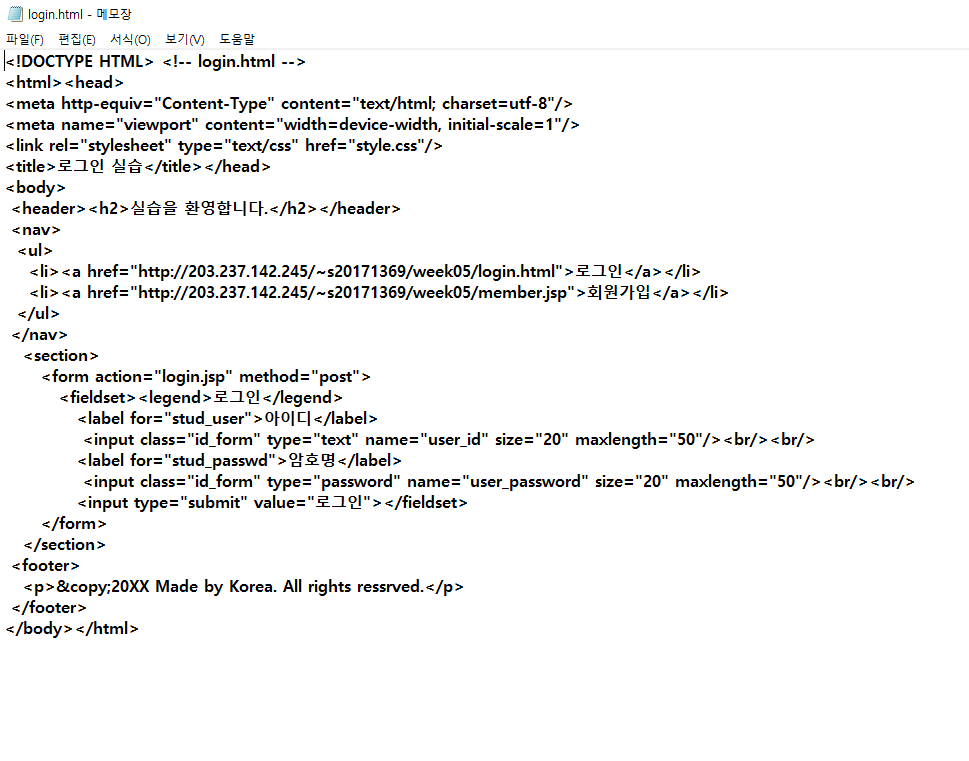 login.html - 메모장
파일(F) 편집(E) 서식(O) 보기(V) 도움말
<!DOCTYPE HTML> <!-- login.html -->
<html><head>
<meta http-equiv="Content-Type" content="text/html; charset=utf-8"/>
<meta name="viewport" content="width=device-width, initial-scale=1"/>
<link rel="stylesheet" type="text/css" href="style.css"/>
<title>로그인 실습</title></head>
<body>
<header><h2>실습을 환영합니다.</h2></header>
<nav>
<ul>
<li><a href="http://203.237.142.245/~s20171369/week05/login.html">로그인</a></li>
<li><a href="http://203.237.142.245/~s20171369/week05/member.jsp">회원가입</a></li>
</ul>
</nav>
<section>
<form action="login.jsp" method="post">
<fieldset><legend>로그인</legend>
<label for="stud_user">아이디</label>
<input class="id_form" type="text" name="user_id" size="20" maxlength="50"/><br/><br/>
<label for="stud_passwd">암호명</label>
<input class="id_form" type="password" name="user_password" size="20" maxlength="50"/><br/><br/>
<input type="submit" value="로그인"></fieldset>
</form>
</section>
<footer>
<p>&copy;20XX Made by Korea. All rights ressrved.</p>
</footer>
</body></html>